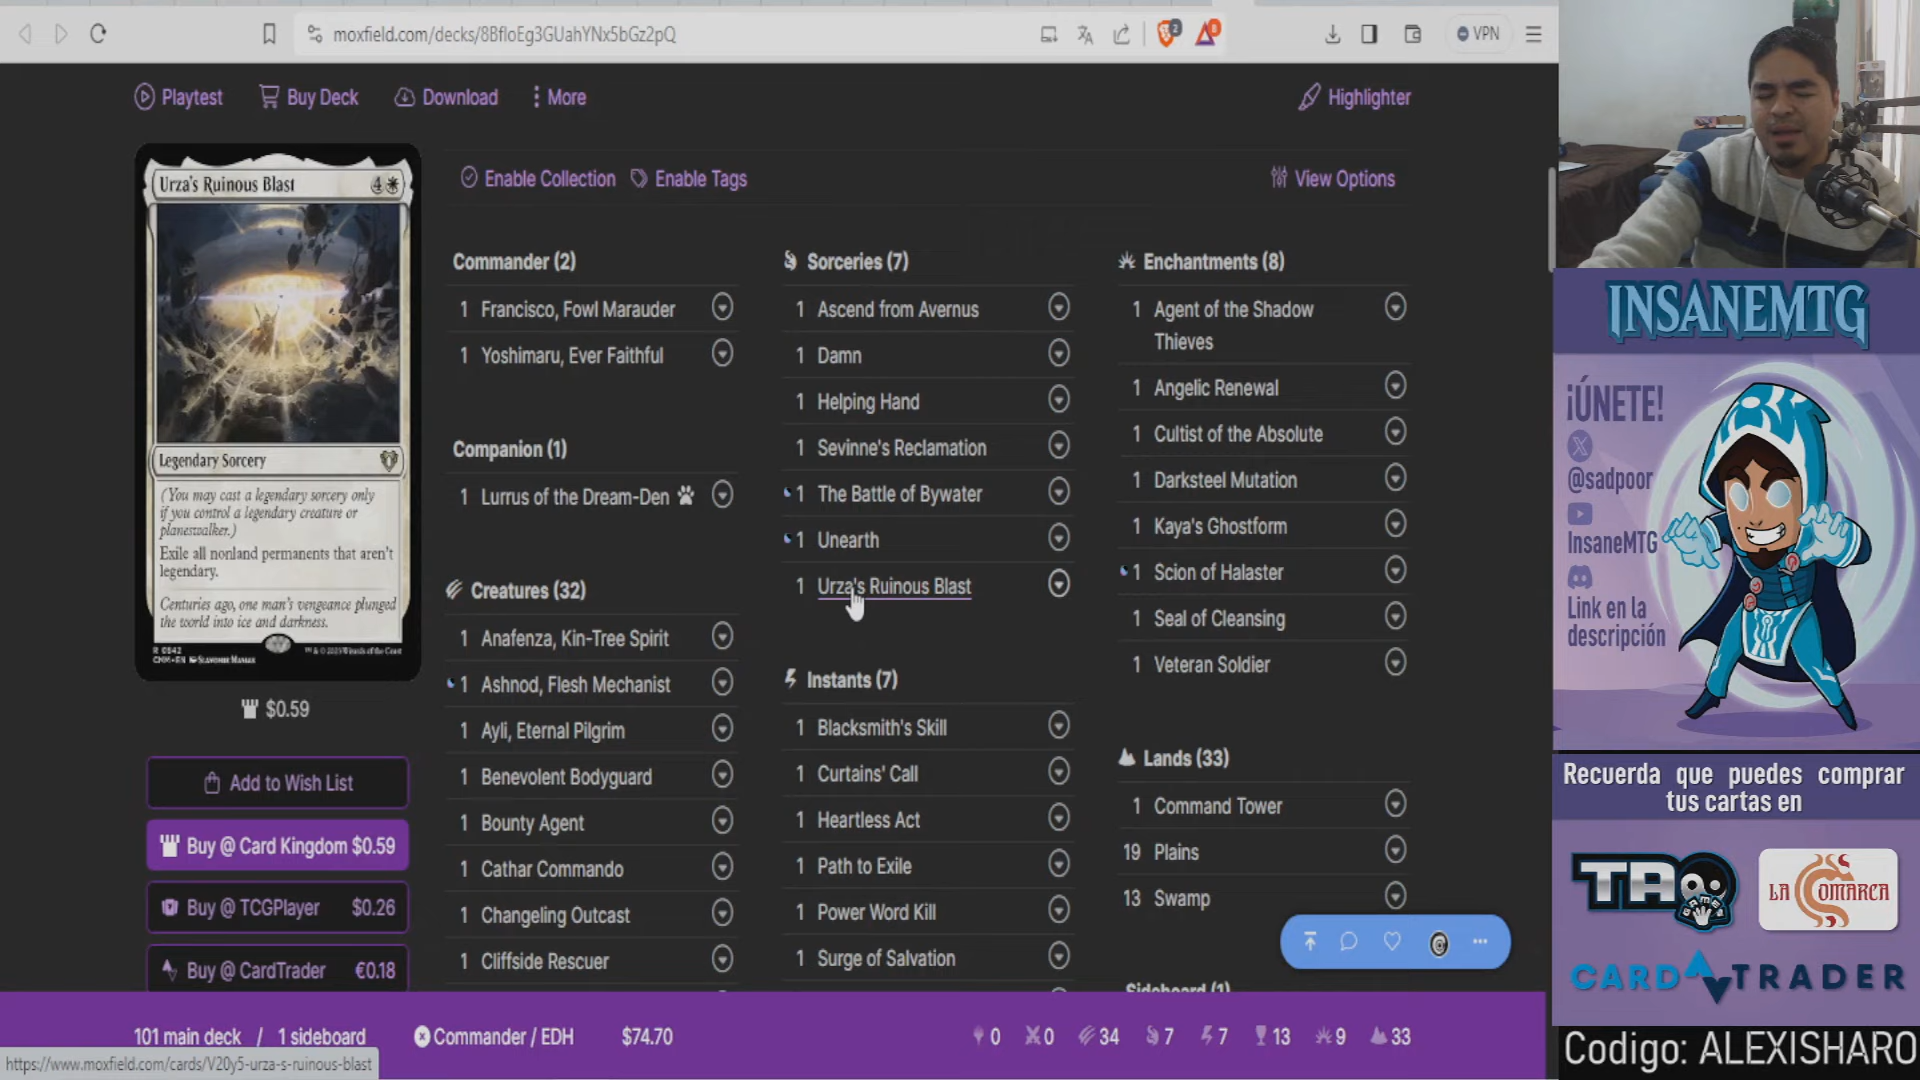 moxfield.com/decks/8BfloEg3GUahYNx5bGz2pQ
2
8
VPN
Playtest
Buy Deck
Download
More
Highlighter
Urza's Ruinous Blast
4
Legendary Sorcery
(You may cast a legendary sorcery only
if you control a legendary creature or
planeswalker.)
Exile all nonland permanents that aren't
legendary.
Centuries ago, one man's vengeance plunged
the world into ice and darkness.
$0.59
Add to Wish List
Buy @ Card Kingdom $0.59
Buy @ TCGPlayer $0.26
Buy @ CardTrader €0.18
Enable Collection
Enable Tags
View Options
Commander (2)
1 Francisco, Fowl Marauder
1 Yoshimaru, Ever Faithful
Companion (1)
1 Lurrus of the Dream-Den
Creatures (32)
1 Anafenza, Kin-Tree Spirit
1 Ashnod, Flesh Mechanist
1 Ayli, Eternal Pilgrim
1 Benevolent Bodyguard
1 Bounty Agent
1 Cathar Commando
1 Changeling Outcast
1 Cliffside Rescuer
Sorceries (7)
1 Ascend from Avernus
1 Damn
1 Helping Hand
1 Sevinne's Reclamation
1 The Battle of Bywater
1 Unearth
1 Urza's Ruinous Blast
Instants (7)
1 Blacksmith's Skill
1 Curtains' Call
1 Heartless Act
1 Path to Exile
1 Power Word Kill
1 Surge of Salvation
Enchantments (8)
1 Agent of the Shadow
Thieves
1 Angelic Renewal
1 Cultist of the Absolute
1 Darksteel Mutation
1 Kaya's Ghostform
1 Scion of Halaster
1 Seal of Cleansing
1 Veteran Soldier
Lands (33)
1 Command Tower
19 Plains
13 Swamp
Sideboard (1)
101 main deck / 1 sideboard
Commander / EDH
$74.70
0
0
34
7
7
13
9
33
https://www.moxfield.com/cards/V20y5-urza-s-ruinous-blast
INSANEMTG
¡ÚNETE!
@sadpoor
InsaneMTG
Link en la
descripción
Recuerda que puedes comprar
tus cartas en
TAO
GAMES
LA COMARCA
CARDTRADER
Codigo: ALEXISHARO